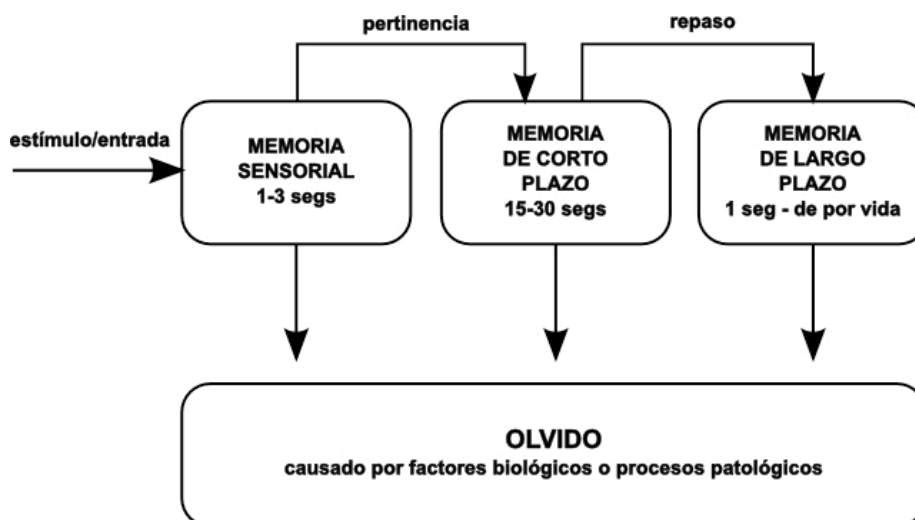 pertinencia
repaso
estímulo/entrada
MEMORIA
SENSORIAL
1-3 segs
MEMORIA
DE CORTO
PLAZO
15-30 segs
MEMORIA
DE LARGO
PLAZO
1 seg - de por vida
OLVIDO
causado por factores biológicos o procesos patológicos